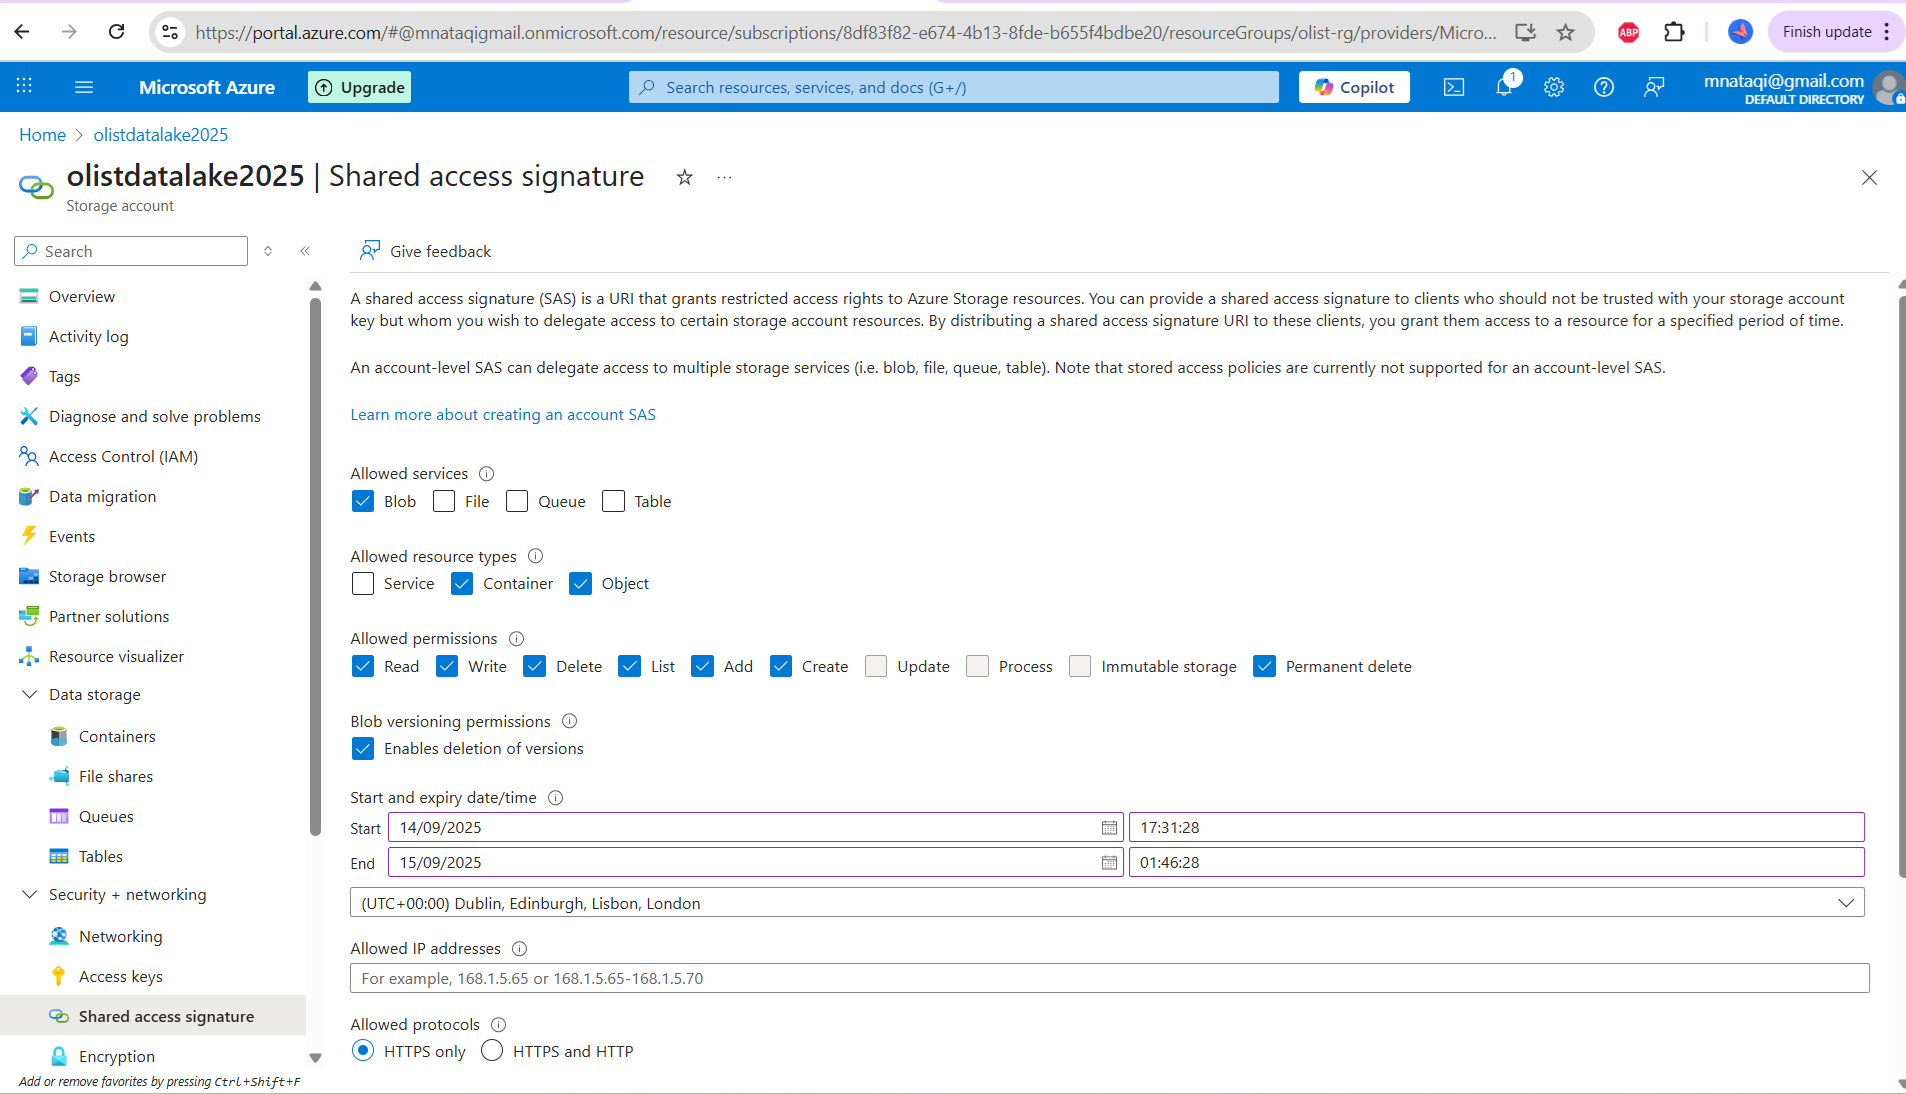 https://portal.azure.com/#@mnataqigmail.onmicrosoft.com/resource/subscriptions/8df83f82-e674-4b13-8fde-b655f4bdbe20/resourceGroups/olist-rg/providers/Micro...
ABP
Finish update
Microsoft Azure
Upgrade
Search resources, services, and docs (G+/)
Copilot
1
mnataqi@gmail.com
DEFAULT DIRECTORY
Home > olistdatalake2025
olistdatalake2025 | Shared access signature
Storage account
Search
Give feedback
Overview
Activity log
Tags
Diagnose and solve problems
Access Control (IAM)
Data migration
Events
Storage browser
Partner solutions
Resource visualizer
Data storage
Containers
File shares
Queues
Tables
Security + networking
Networking
Access keys
Shared access signature
Encryption
Add or remove favorites by pressing Ctrl+Shift+F
A shared access signature (SAS) is a URI that grants restricted access rights to Azure Storage resources. You can provide a shared access signature to clients who should not be trusted with your storage account
key but whom you wish to delegate access to certain storage account resources. By distributing a shared access signature URI to these clients, you grant them access to a resource for a specified period of time.
An account-level SAS can delegate access to multiple storage services (i.e. blob, file, queue, table). Note that stored access policies are currently not supported for an account-level SAS.
Learn more about creating an account SAS
Allowed services
Blob File Queue Table
Allowed resource types
Service Container Object
Allowed permissions
Read Write Delete List Add Create Update Process Immutable storage Permanent delete
Blob versioning permissions
Enables deletion of versions
Start and expiry date/time
Start 14/09/2025 17:31:28
End 15/09/2025 01:46:28
(UTC+00:00) Dublin, Edinburgh, Lisbon, London
Allowed IP addresses
For example, 168.1.5.65 or 168.1.5.65-168.1.5.70
Allowed protocols
HTTPS only HTTPS and HTTP